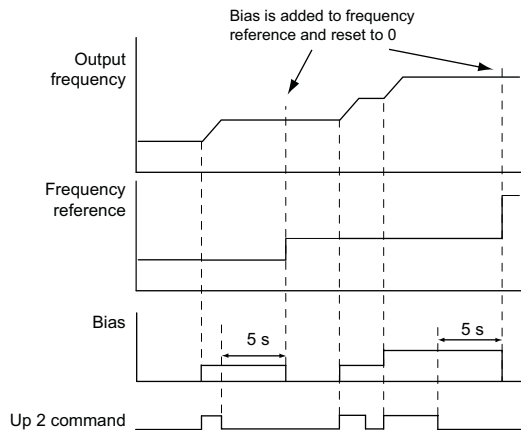 Bias is added to frequency
reference and reset to 0
Output
frequency
Frequency
reference
Bias
5 s
5 s
Up 2 command